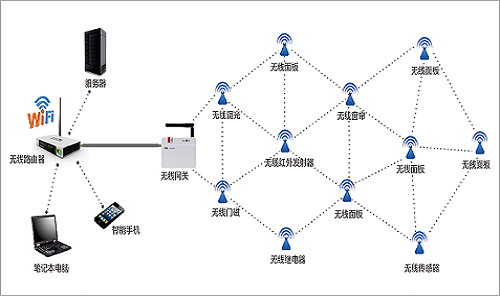 服务器
WiFi
无线路由器
笔记本电脑
智能手机
无线网关
无线面板
无线面板
无线调光
无线窗帘
无线红外发射器
无线面板
无线面板
无线门磁
无线面板
无线继电器
无线传感器